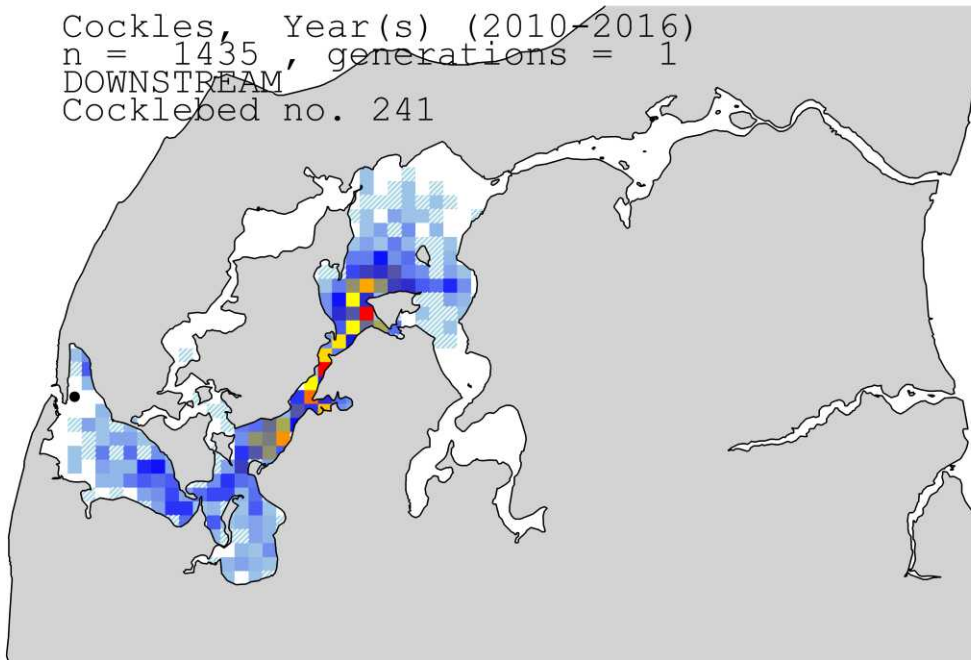 Cockles, Year(s) (2010-2016)
n = 1435 , generations = 1
DOWNSTREAM
Cocklebed no. 241